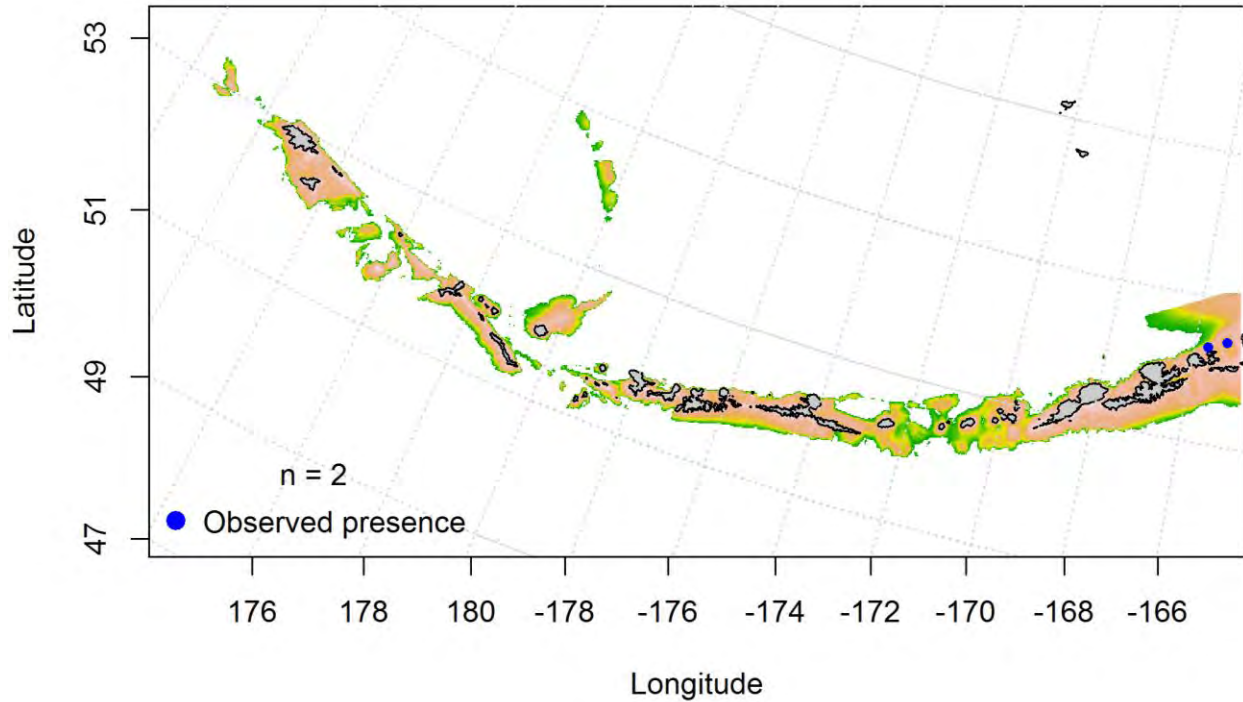 53
51
49
47
Latitude
n = 2
Observed presence
176 178 180 -178 -176 -174 -172 -170 -168 -166
Longitude